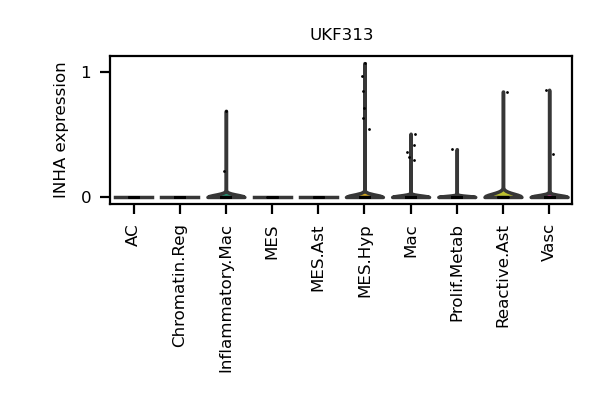 UKF313
INHA expression
1
0
AC
Chromatin.Reg
Inflammatory.Mac
MES
MES.Ast
MES.Hyp
Mac
Prolif.Metab
Reactive.Ast
Vasc